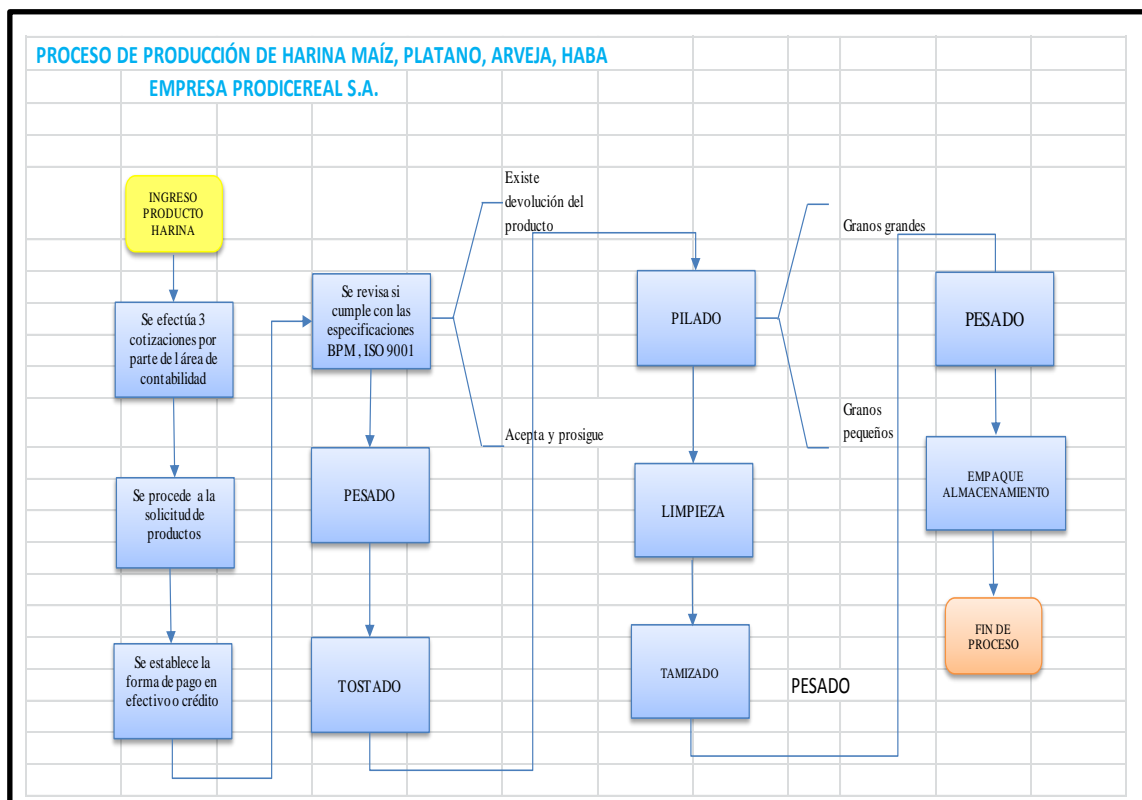 PROCESO DE PRODUCCIÓN DE HARINA MAÍZ, PLATANO, ARVEJA, HABA
EMPRESA PRODICEREAL S.A.
INGRESO
PRODUCTO
HARINA
Se efectúa 3
cotizaciones por
parte de l área de
contabilidad
Se procede a la
solicitud de
productos
Se establece la
forma de pago en
efectivo o crédito
Se revisa si
cumple con las
especificaciones
BPM , ISO 9001
Existe
devolución del
producto
Acepta y prosigue
PESADO
TOSTADO
PILADO
Granos grandes
Granos
pequeños
LIMPIEZA
TAMIZADO
PESADO
PESADO
EMPAQUE
ALMACENAMIENTO
FIN DE
PROCESO